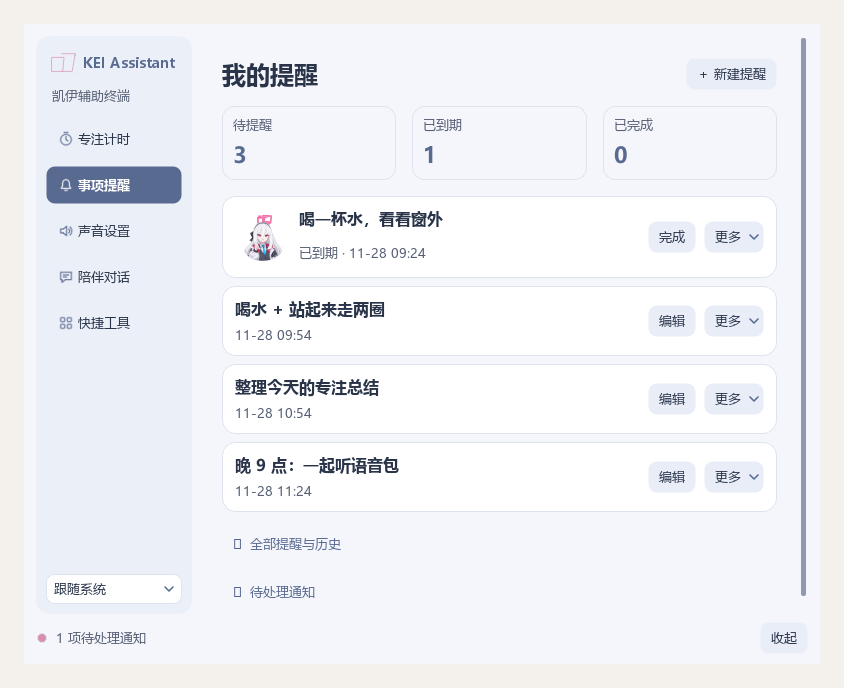 KEI Assistant
凯伊辅助终端
专注计时
事项提醒
声音设置
陪伴对话
快捷工具
跟随系统
我的提醒
+ 新建提醒
待提醒
3
已到期
1
已完成
0
喝一杯水，看看窗外
已到期 · 11-28 09:24
完成
更多
喝水 + 站起来走两圈
11-28 09:54
编辑
更多
整理今天的专注总结
11-28 10:54
编辑
更多
晚 9 点：一起听语音包
11-28 11:24
编辑
更多
全部提醒与历史
待处理通知
1 项待处理通知
收起